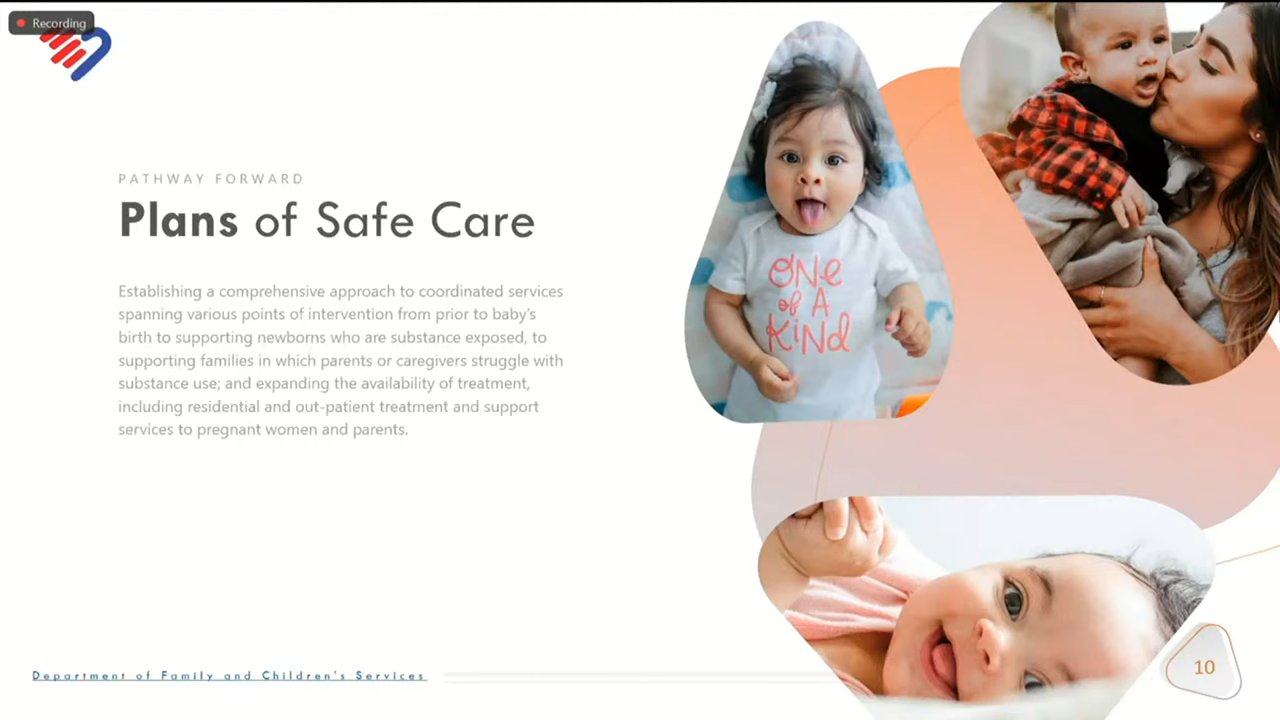 Recording
PATHWAY FORWARD
Plans of Safe Care
Establishing a comprehensive approach to coordinated services
spanning various points of intervention from prior to baby's
birth to supporting newborns who are substance exposed, to
supporting families in which parents or caregivers struggle with
substance use; and expanding the availability of treatment,
including residential and out-patient treatment and support
services to pregnant women and parents.
ONE
of A
KiND
Department of Family and Children's Services
10